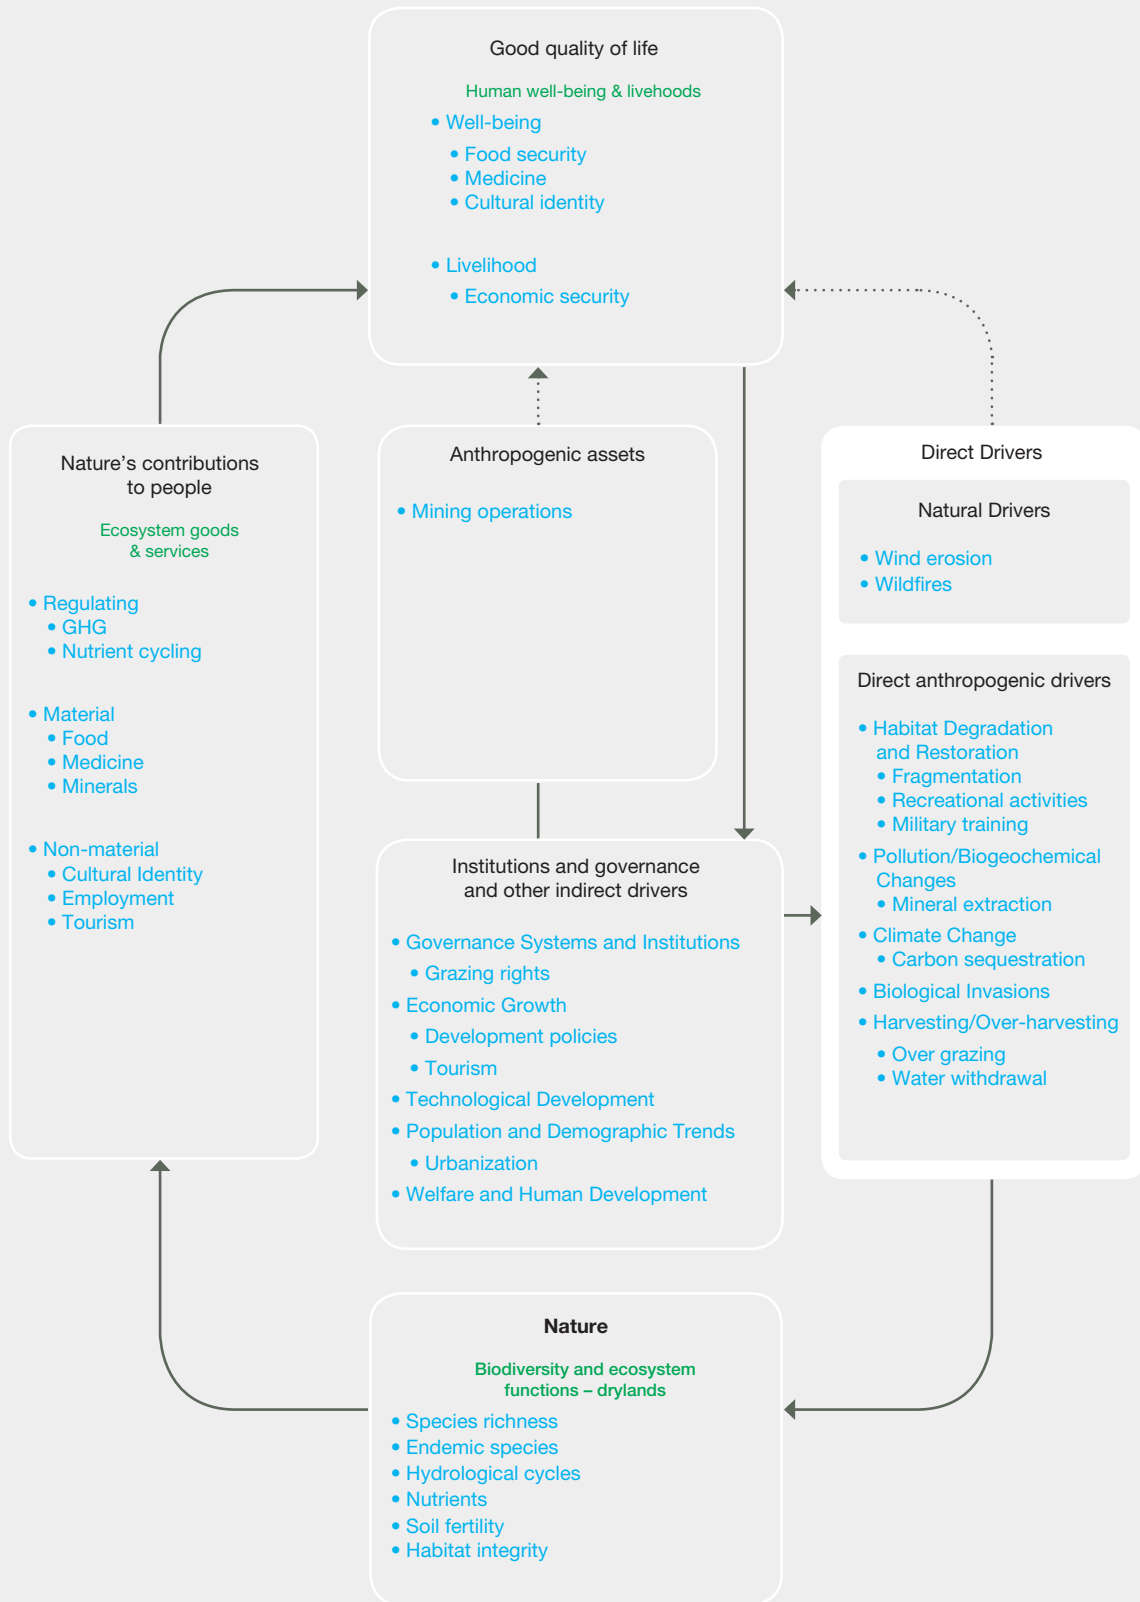 Good quality of life
Human well-being & livehoods
• Well-being
• Food security
• Medicine
• Cultural identity
• Livelihood
• Economic security
Nature’s contributions
to people
Ecosystem goods
& services
• Regulating
• GHG
• Nutrient cycling
• Material
• Food
• Medicine
• Minerals
• Non-material
• Cultural Identity
• Employment
• Tourism
Anthropogenic assets
• Mining operations
Institutions and governance
and other indirect drivers
• Governance Systems and Institutions
• Grazing rights
• Economic Growth
• Development policies
• Tourism
• Technological Development
• Population and Demographic Trends
• Urbanization
• Welfare and Human Development
Direct Drivers
Natural Drivers
• Wind erosion
• Wildfires
Direct anthropogenic drivers
• Habitat Degradation
and Restoration
• Fragmentation
• Recreational activities
• Military training
• Pollution/Biogeochemical
Changes
• Mineral extraction
• Climate Change
• Carbon sequestration
• Biological Invasions
• Harvesting/Over-harvesting
• Over grazing
• Water withdrawal
Nature
Biodiversity and ecosystem
functions – drylands
• Species richness
• Endemic species
• Hydrological cycles
• Nutrients
• Soil fertility
• Habitat integrity